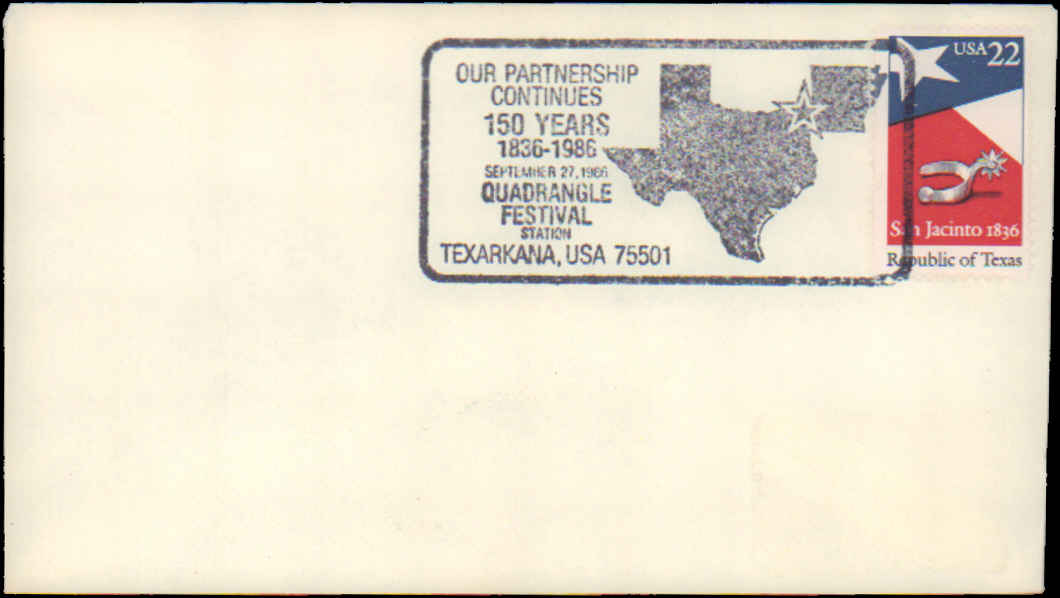 OUR PARTNERSHIP
CONTINUES
150 YEARS
1836-1986
SEPTEMBER 27, 1986
QUADRANGLE
FESTIVAL
STATION
TEXARKANA, USA 75501
USA 22
San Jacinto 1836
Republic of Texas